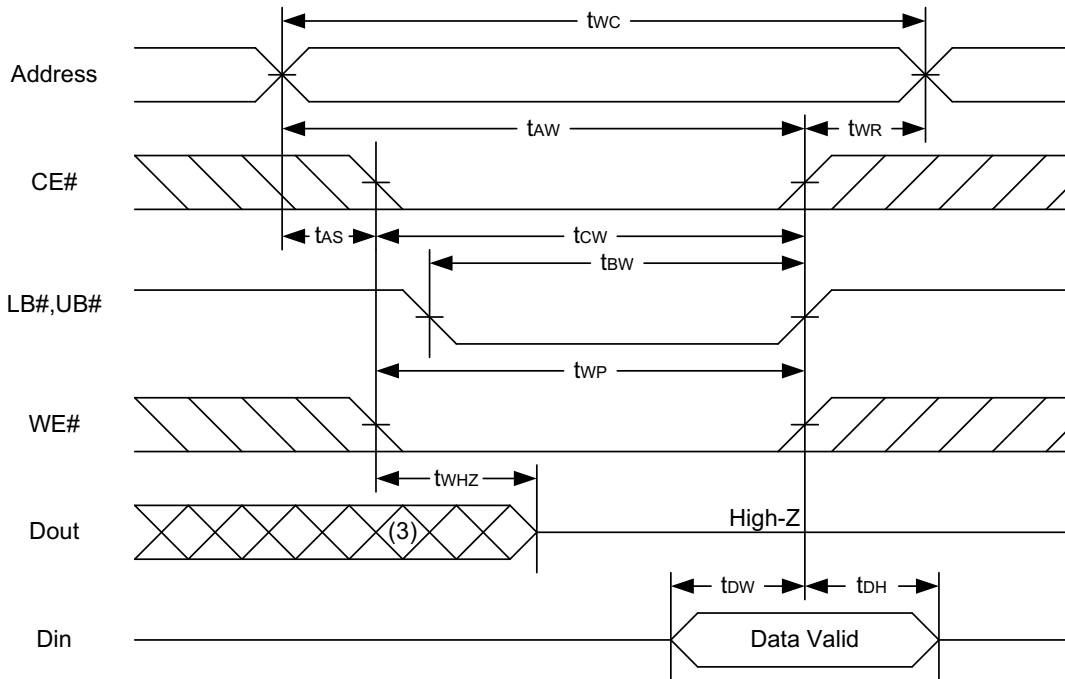 tWC
Address
tAW
tWR
CE#
tAS
tCW
tBW
LB#,UB#
tWP
WE#
tWHZ
Dout
(3)
High-Z
tDW
tDH
Din
Data Valid